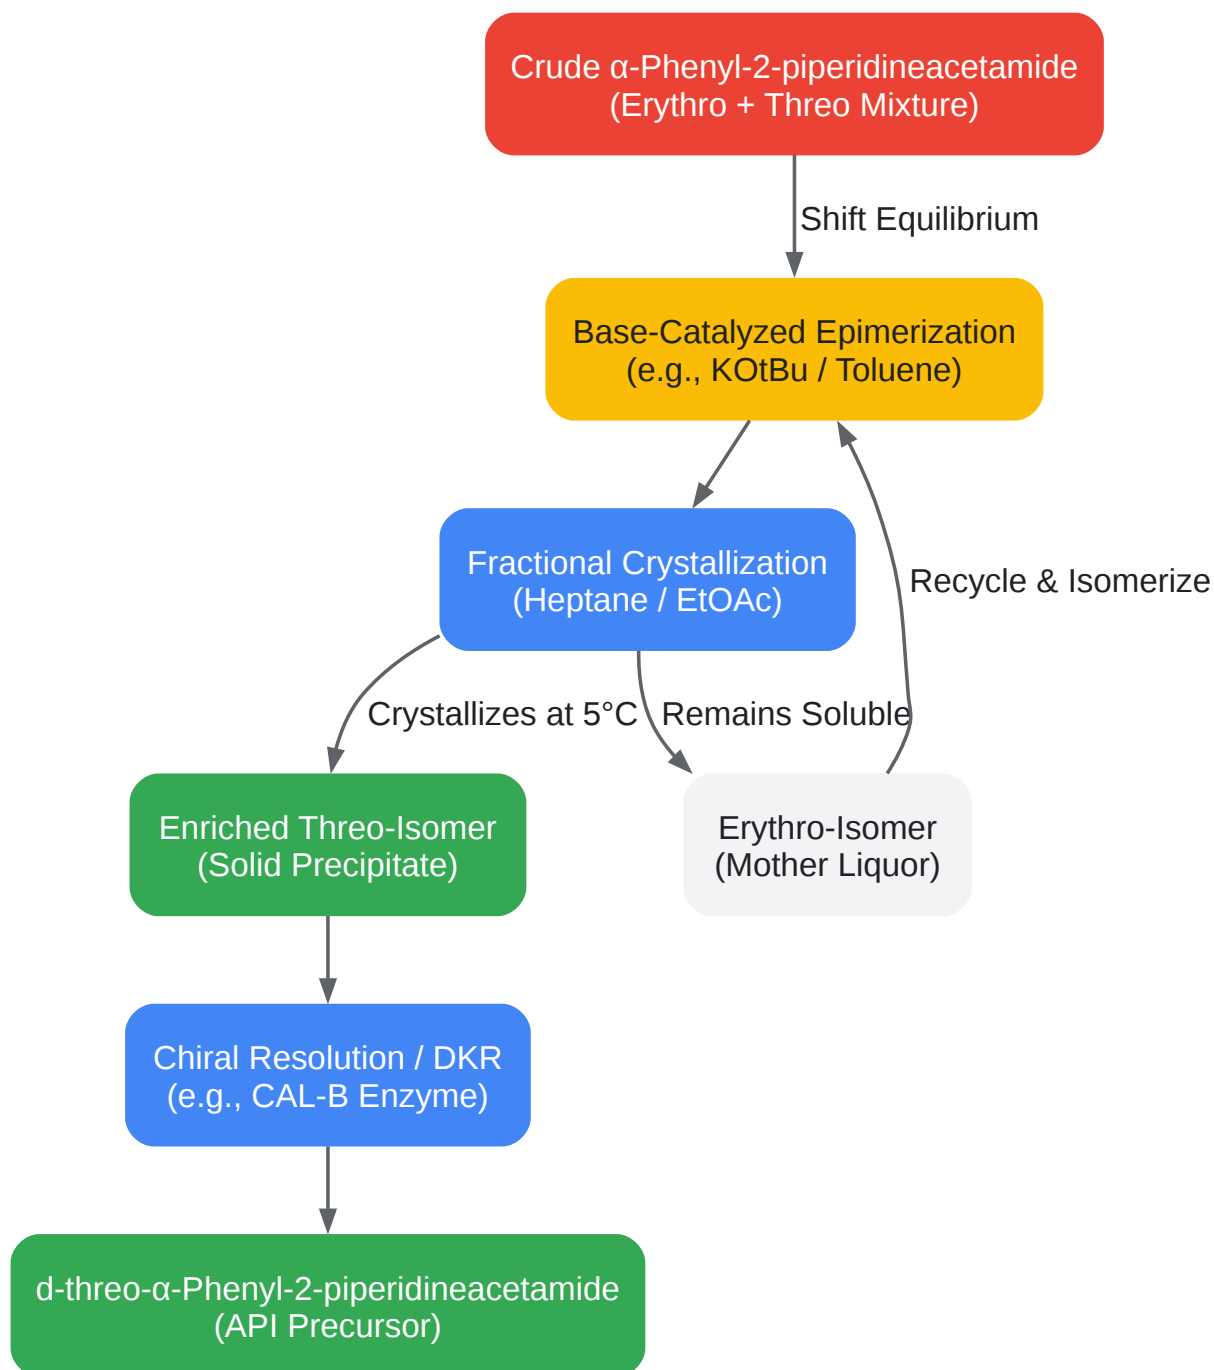 Crude α-Phenyl-2-piperidineacetamide
(Erythro + Threo Mixture)
Shift Equilibrium
Base-Catalyzed Epimerization
(e.g., KOtBu / Toluene)
Fractional Crystallization
(Heptane / EtOAc)
Recycle & Isomerize
Crystallizes at 5°C
Remains Soluble
Enriched Threo-Isomer
(Solid Precipitate)
Erythro-Isomer
(Mother Liquor)
Chiral Resolution / DKR
(e.g., CAL-B Enzyme)
d-threo-α-Phenyl-2-piperidineacetamide
(API Precursor)